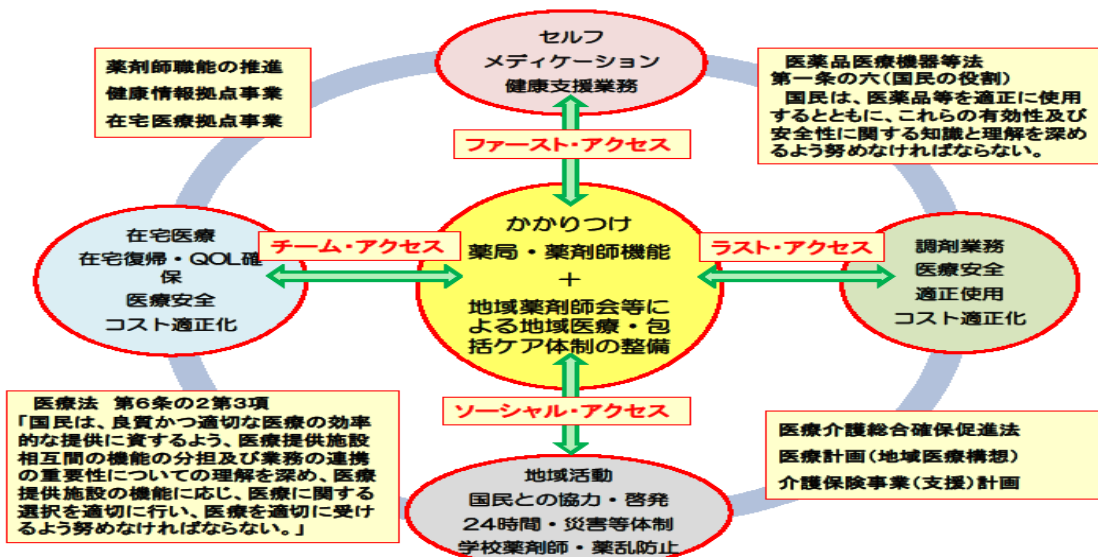 セルフ
メディケーション
健康支援業務
薬剤師職能の推進
健康情報拠点事業
在宅医療拠点事業
医薬品医療機器等法
第一条の六(国民の役割)
国民は、医薬品等を適正に使用
するとともに、これらの有効性及び
安全性に関する知識と理解を深め
るよう努めなければならない。
ファースト・アクセス
在宅医療
在宅復帰・QOL確
保
医療安全
コスト適正化
チーム・アクセス
かかりつけ
薬局・薬剤師機能
+
地域薬剤師会等に
よる地域医療・包
括ケア体制の整備
ラスト・アクセス
調剤業務
医療安全
適正使用
コスト適正化
医療法 第6条の2第3項
「国民は、良質かつ適切な医療の効率
的な提供に資するよう、医療提供施設
相互間の機能の分担及び業務の連携
の重要性についての理解を深め、医療
提供施設の機能に応じ、医療に関する
選択を適切に行い、医療を適切に受け
るよう努めなければならない。」
ソーシャル・アクセス
地域活動
国民との協力・啓発
24時間・災害等体制
学校薬剤師・薬乱防止
医療介護総合確保促進法
医療計画(地域医療構想)
介護保険事業(支援)計画